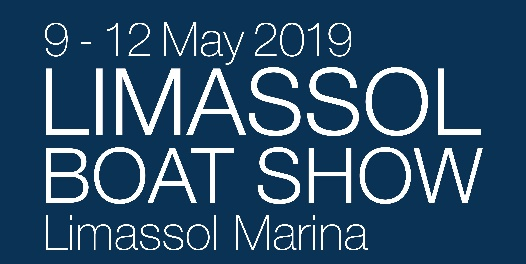 9 - 12 May 2019
LIMASSOL
BOAT SHOW
Limassol Marina